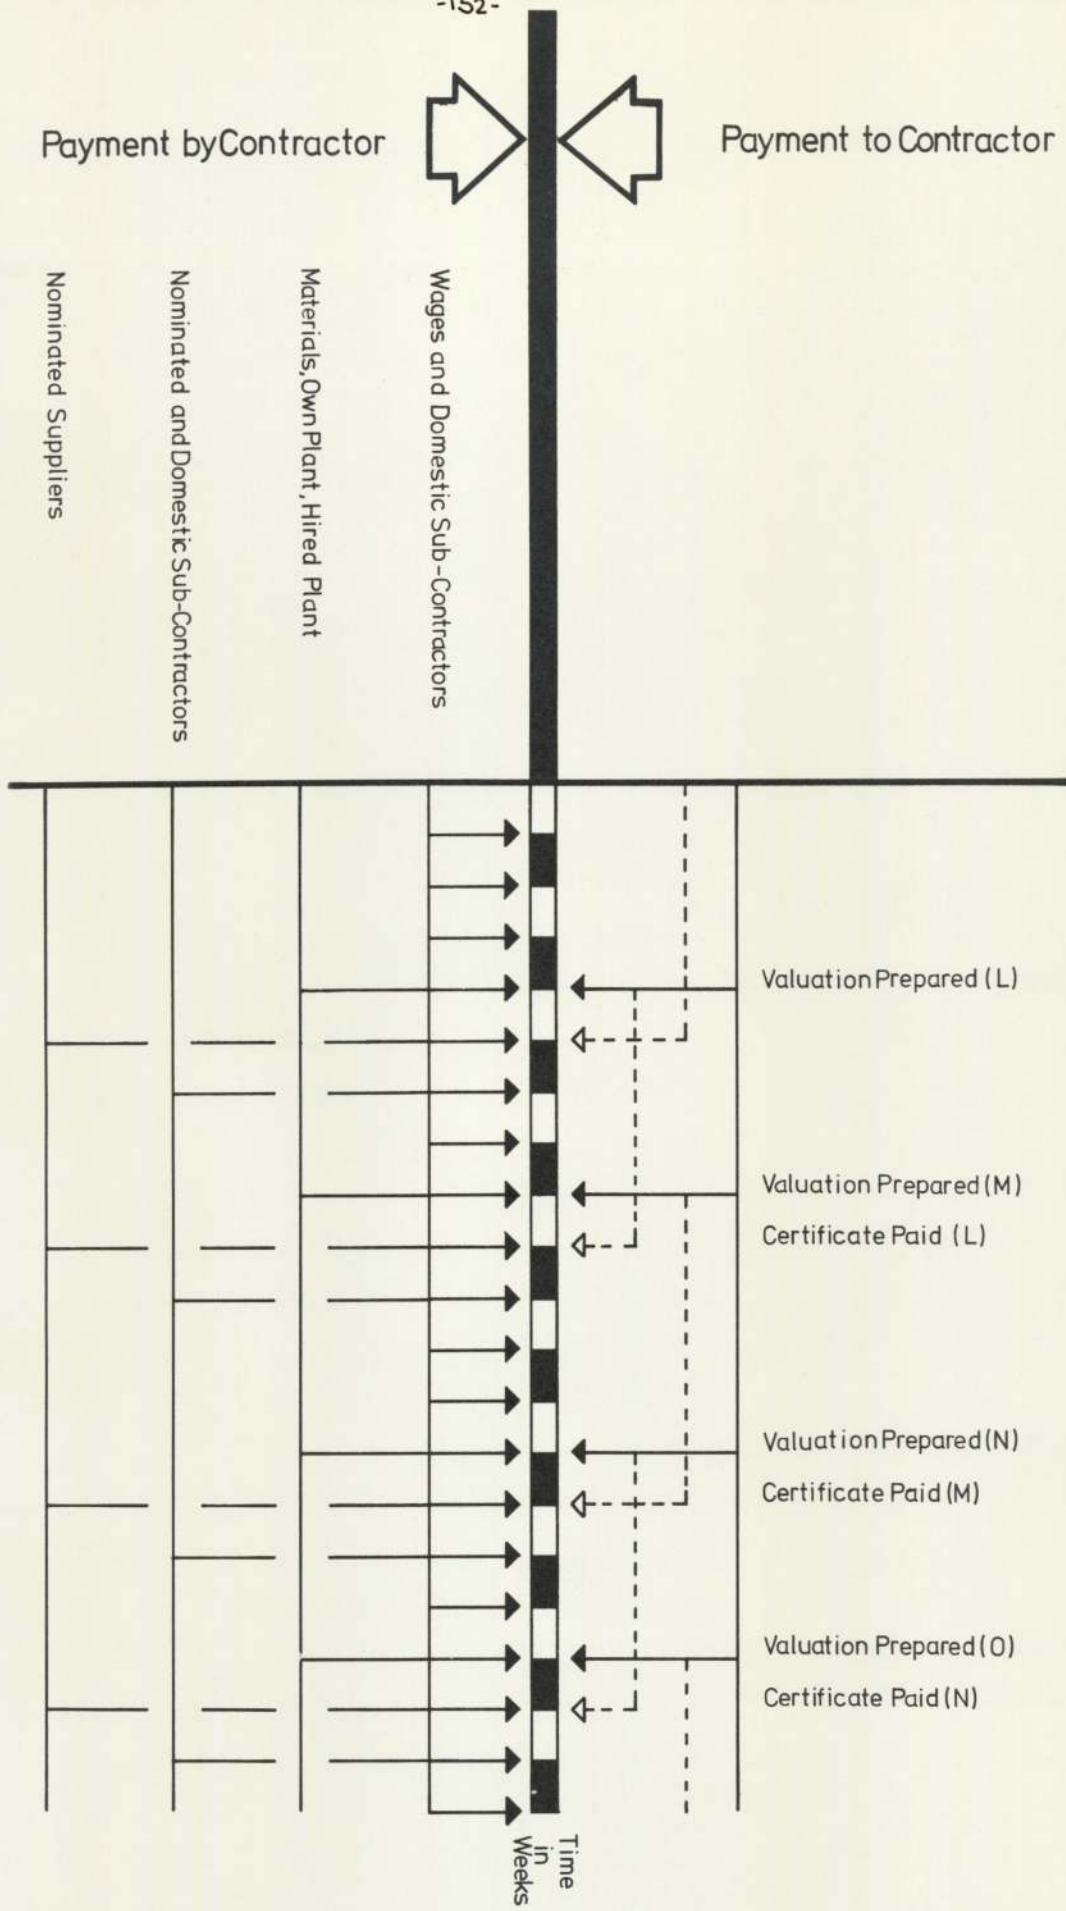 -152-
Payment by Contractor
Payment to Contractor
Nominated Suppliers
Nominated and Domestic Sub-Contractors
Materials, Own Plant, Hired Plant
Wages and Domestic Sub-Contractors
Valuation Prepared (L)
Valuation Prepared (M)
Certificate Paid (L)
Valuation Prepared (N)
Certificate Paid (M)
Valuation Prepared (O)
Certificate Paid (N)
Time
in
Weeks